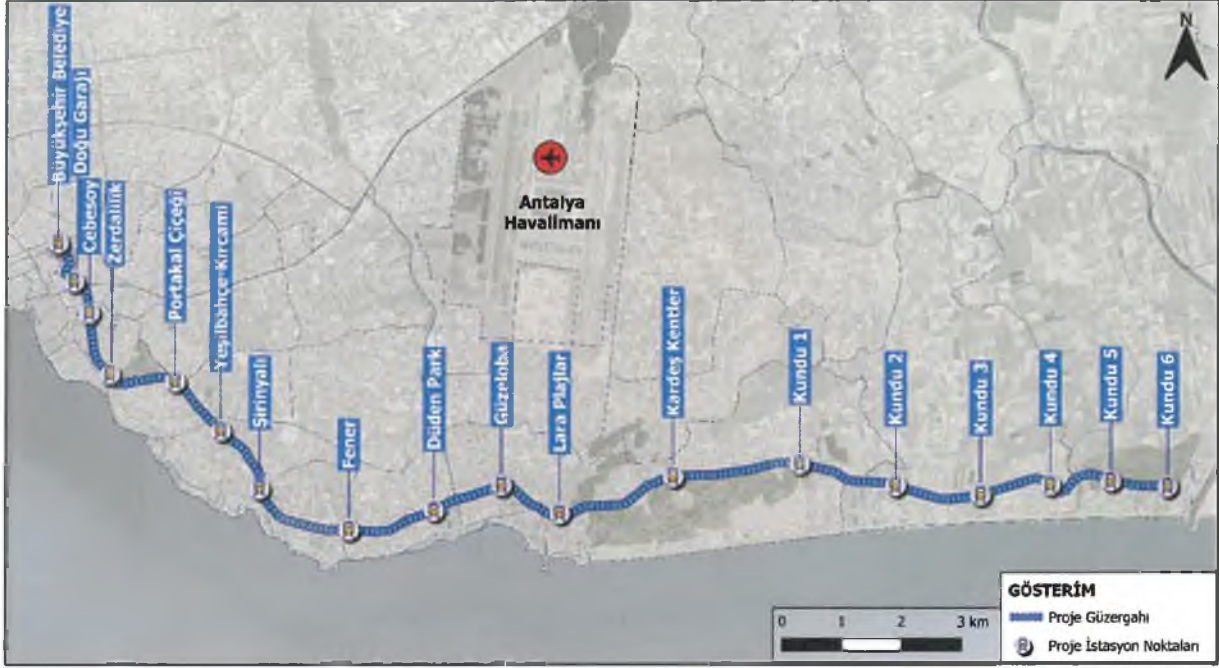 Büyükşehir Belediye
Doğu Garajı
Cebesoy
Zerdalilik
Portakal Çiçeği
Yeşilbahçe Kırcami
Şirinyalı
Fener
Düden Park
Güzeloba
Lara Plajlar
Kardeş Kentler
Kundu 1
Kundu 2
Kundu 3
Kundu 4
Kundu 5
Kundu 6
Antalya
Havalimanı
N
0 1 2 3 km
GÖSTERİM
Proje Güzergahı
Proje İstasyon Noktaları